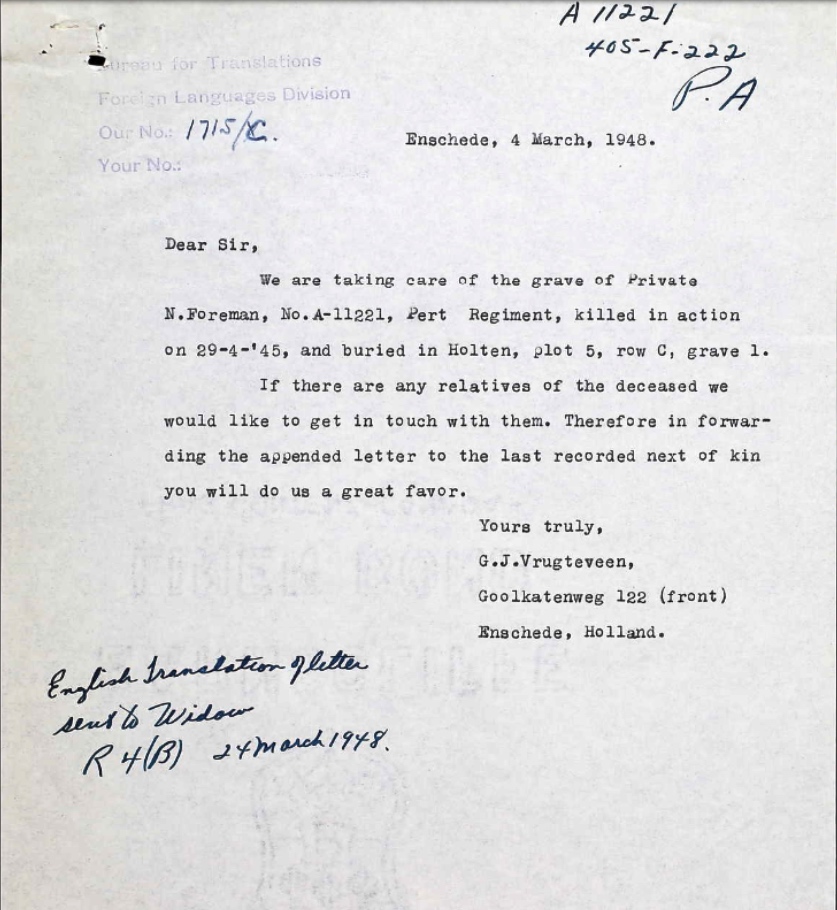 A 11221
405-F-222
P.A
Bureau for Translations
Foreign Languages Division
Our No.: 1715/C.
Your No.:
Enschede, 4 March, 1948.
Dear Sir,
We are taking care of the grave of Private
N.Foreman, No.A-11221, Pert Regiment, killed in action
on 29-4-'45, and buried in Holten, plot 5, row C, grave 1.
If there are any relatives of the deceased we
would like to get in touch with them. Therefore in forwar-
ding the appended letter to the last recorded next of kin
you will do us a great favor.
Yours truly,
G.J.Vrugteveen,
Goolkatenweg 122 (front)
Enschede, Holland.
English Translation of letter
sent to Widow
R 4(B) 24 March 1948.